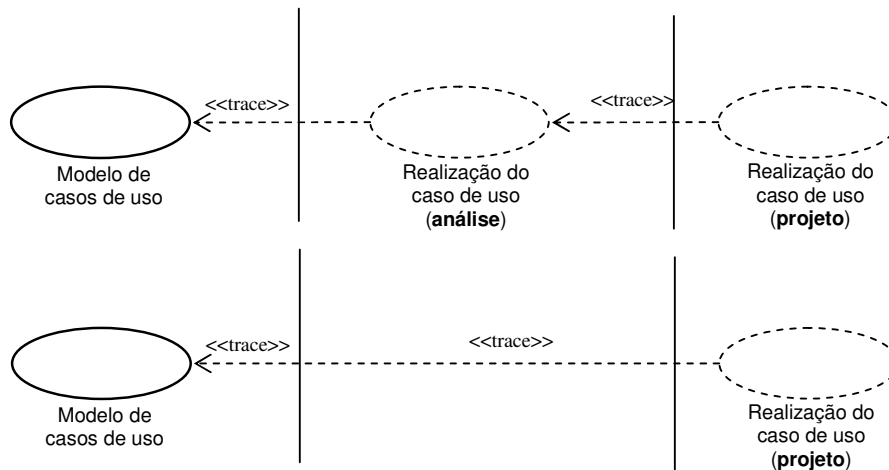 <<trace>>
<<trace>>
Modelo de
casos de uso
Realização do
caso de uso
(análise)
Realização do
caso de uso
(projeto)
<<trace>>
<<trace>>
Modelo de
casos de uso
Realização do
caso de uso
(projeto)